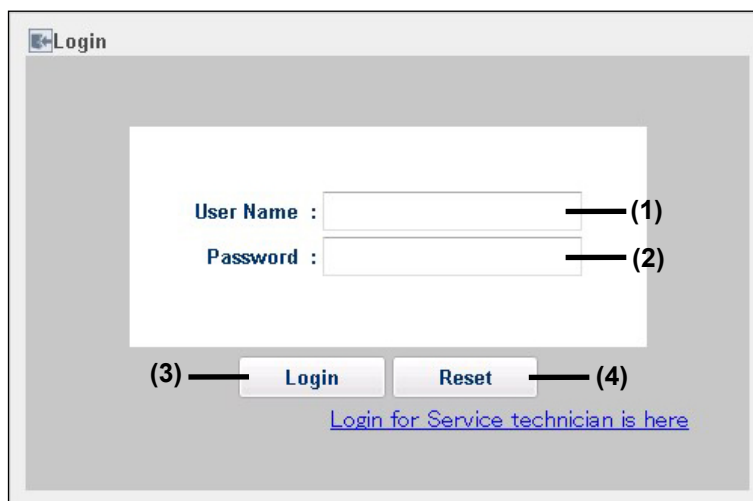 Login
User Name : (1)
Password : (2)
(3) Login Reset (4)
Login for Service technician is here